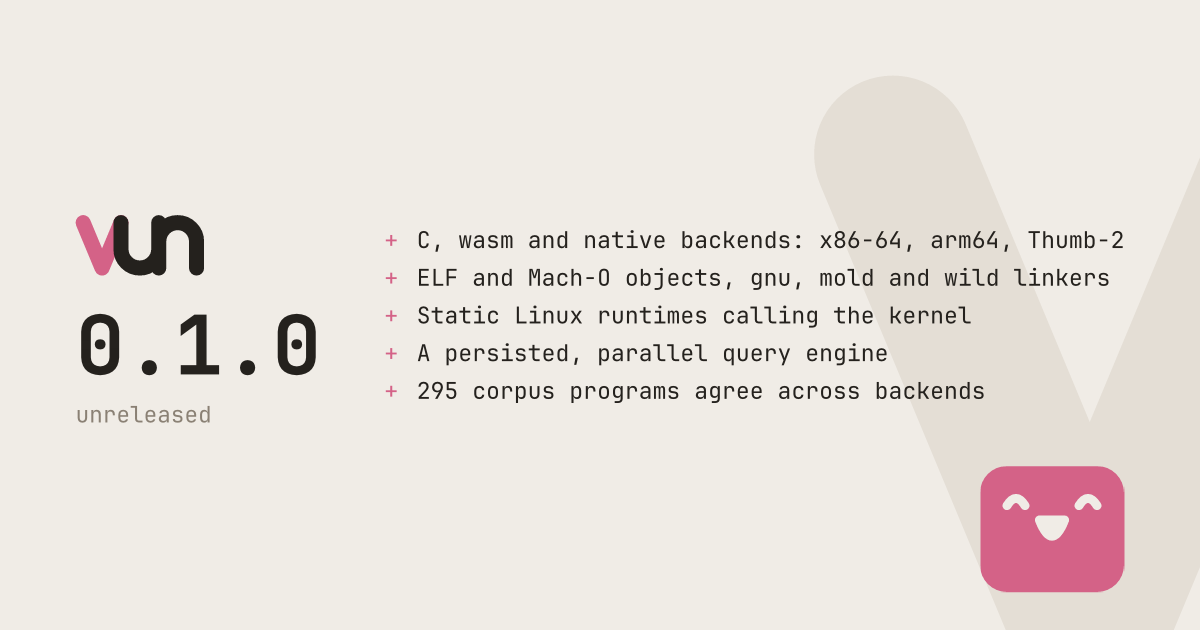 vun
0.1.0
unreleased
+ C, wasm and native backends: x86-64, arm64, Thumb-2
+ ELF and Mach-O objects, gnu, mold and wild linkers
+ Static Linux runtimes calling the kernel
+ A persisted, parallel query engine
+ 295 corpus programs agree across backends